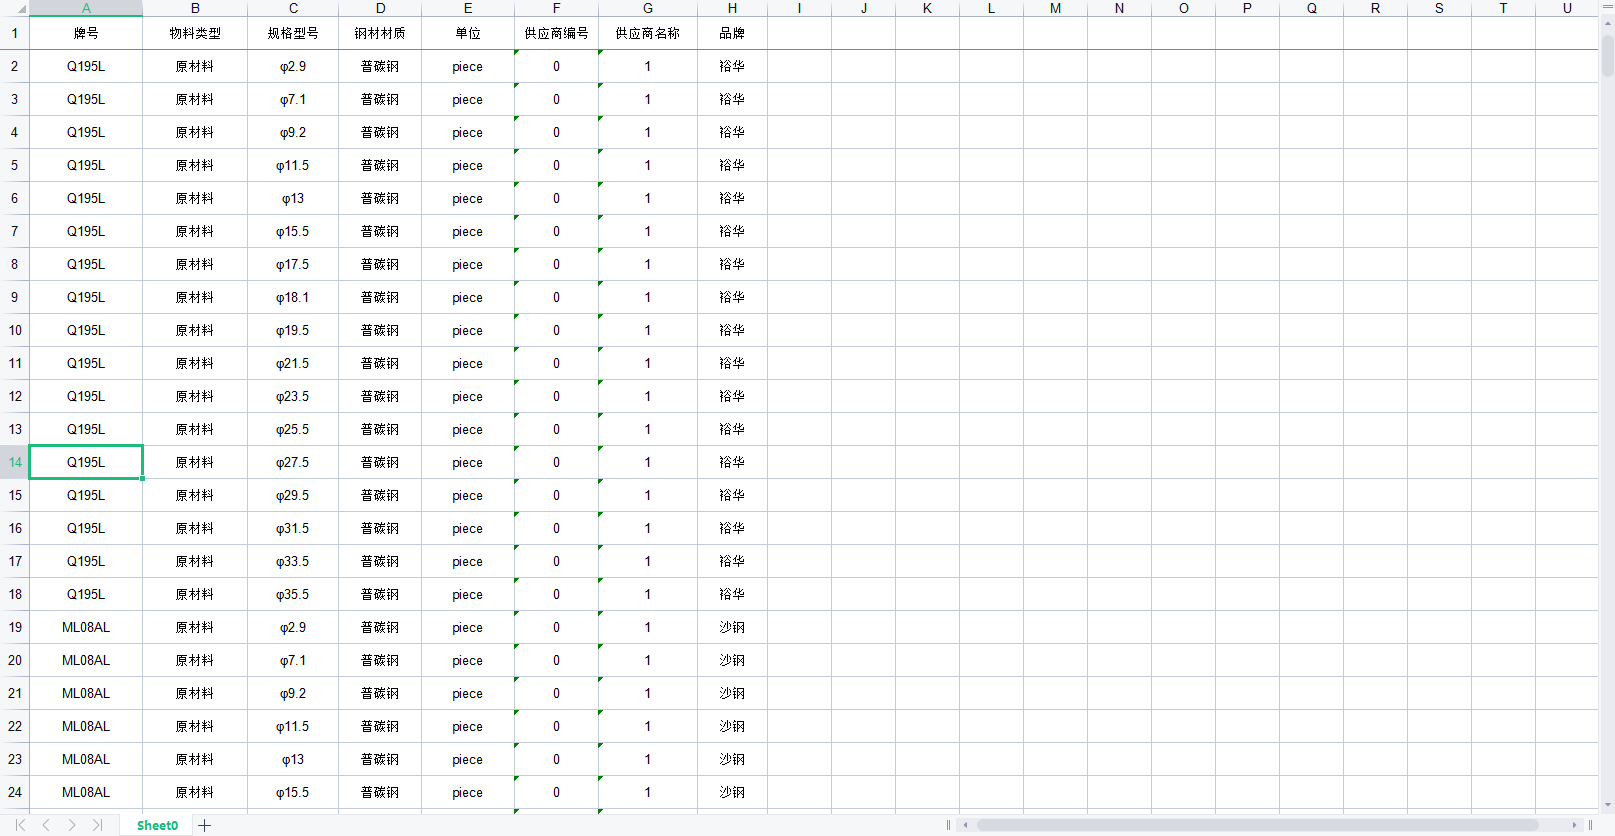 A B C D E F G H I J K L M N O P Q R S T U
1 牌号 物料类型 规格型号 钢材材质 单位 供应商编号 供应商名称 品牌
2 Q195L 原材料 φ2.9 普碳钢 piece 0 1 裕华
3 Q195L 原材料 φ7.1 普碳钢 piece 0 1 裕华
4 Q195L 原材料 φ9.2 普碳钢 piece 0 1 裕华
5 Q195L 原材料 φ11.5 普碳钢 piece 0 1 裕华
6 Q195L 原材料 φ13 普碳钢 piece 0 1 裕华
7 Q195L 原材料 φ15.5 普碳钢 piece 0 1 裕华
8 Q195L 原材料 φ17.5 普碳钢 piece 0 1 裕华
9 Q195L 原材料 φ18.1 普碳钢 piece 0 1 裕华
10 Q195L 原材料 φ19.5 普碳钢 piece 0 1 裕华
11 Q195L 原材料 φ21.5 普碳钢 piece 0 1 裕华
12 Q195L 原材料 φ23.5 普碳钢 piece 0 1 裕华
13 Q195L 原材料 φ25.5 普碳钢 piece 0 1 裕华
14 Q195L 原材料 φ27.5 普碳钢 piece 0 1 裕华
15 Q195L 原材料 φ29.5 普碳钢 piece 0 1 裕华
16 Q195L 原材料 φ31.5 普碳钢 piece 0 1 裕华
17 Q195L 原材料 φ33.5 普碳钢 piece 0 1 裕华
18 Q195L 原材料 φ35.5 普碳钢 piece 0 1 裕华
19 ML08AL 原材料 φ2.9 普碳钢 piece 0 1 沙钢
20 ML08AL 原材料 φ7.1 普碳钢 piece 0 1 沙钢
21 ML08AL 原材料 φ9.2 普碳钢 piece 0 1 沙钢
22 ML08AL 原材料 φ11.5 普碳钢 piece 0 1 沙钢
23 ML08AL 原材料 φ13 普碳钢 piece 0 1 沙钢
24 ML08AL 原材料 φ15.5 普碳钢 piece 0 1 沙钢
Sheet0